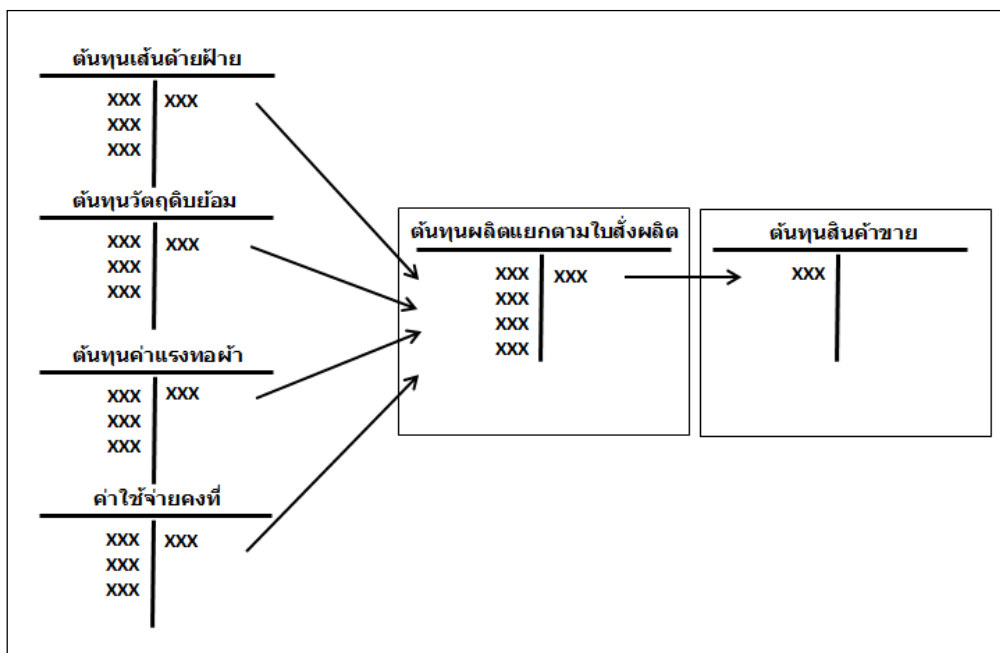 ต้นทุนเส้นด้ายฝ้าย
XXX XXX
XXX
XXX
ต้นทุนวัตฤดิบย้อม
XXX XXX
XXX
XXX
ต้นทุนค่าแรงทอผ้า
XXX XXX
XXX
XXX
ค่าใช้จ่ายคงที่
XXX XXX
XXX
XXX
ต้นทุนผลิตแยกตามใบสั่งผลิต
XXX XXX
XXX
XXX
XXX
ต้นทุนสินค้าขาย
XXX